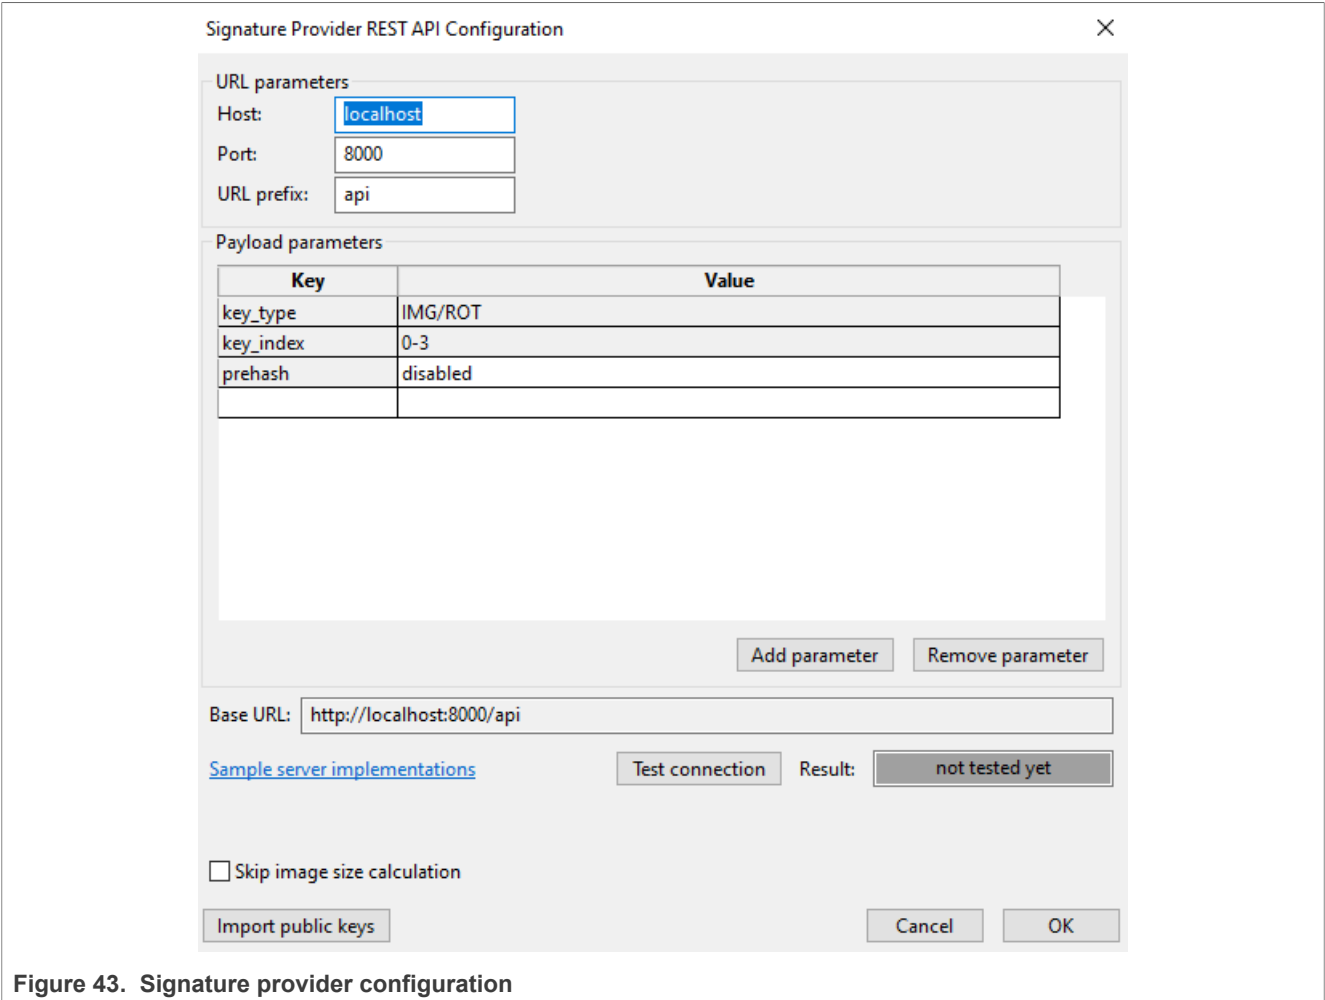 Signature Provider REST API Configuration
URL parameters
Host: localhost
Port: 8000
URL prefix: api
Payload parameters
Key Value
key_type IMG/ROT
key_index 0-3
prehash disabled
Add parameter Remove parameter
Base URL: http://localhost:8000/api
Sample server implementations Test connection Result: not tested yet
Skip image size calculation
Import public keys Cancel OK
Figure 43. Signature provider configuration